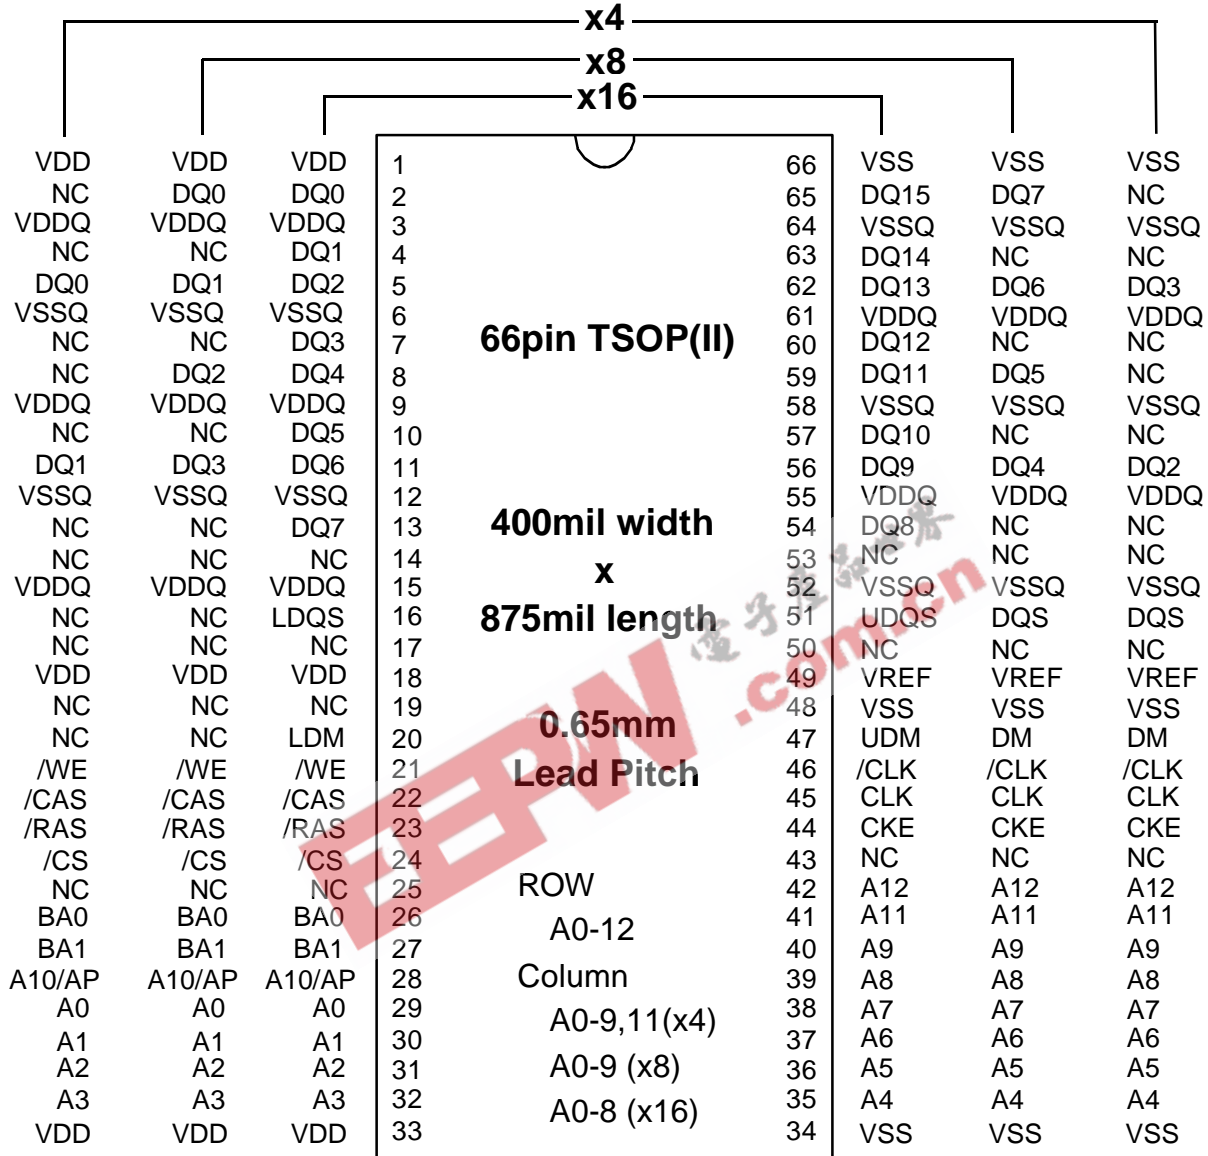 x4
x8
x16
VDD VDD VDD 1 66 VSS VSS VSS
NC DQ0 DQ0 2 65 DQ15 DQ7 NC
VDDQ VDDQ VDDQ 3 64 VSSQ VSSQ VSSQ
NC NC DQ1 4 63 DQ14 NC NC
DQ0 DQ1 DQ2 5 62 DQ13 DQ6 DQ3
VSSQ VSSQ VSSQ 6 61 VDDQ VDDQ VDDQ
66pin TSOP(II)
NC NC DQ3 7 60 DQ12 NC NC
NC DQ2 DQ4 8 59 DQ11 DQ5 NC
VDDQ VDDQ VDDQ 9 58 VSSQ VSSQ VSSQ
NC NC DQ5 10 57 DQ10 NC NC
DQ1 DQ3 DQ6 11 56 DQ9 DQ4 DQ2
VSSQ VSSQ VSSQ 12 55 VDDQ VDDQ VDDQ
400mil width
NC NC DQ7 13 54 DQ8 NC NC
NC NC NC 14 53 NC NC NC
x
VDDQ VDDQ VDDQ 15 52 VSSQ VSSQ VSSQ
NC NC LDQS 16 51 UDQS DQS DQS
875mil length
NC NC NC 17 50 NC NC NC
VDD VDD VDD 18 49 VREF VREF VREF
NC NC NC 19 48 VSS VSS VSS
0.65mm
NC NC LDM 20 47 UDM DM DM
Lead Pitch
/WE /WE /WE 21 46 /CLK /CLK /CLK
/CAS /CAS /CAS 22 45 CLK CLK CLK
/RAS /RAS /RAS 23 44 CKE CKE CKE
/CS /CS /CS 24 43 NC NC NC
NC NC NC 25 ROW 42 A12 A12 A12
BA0 BA0 BA0 26 41 A11 A11 A11
A0-12
BA1 BA1 BA1 27 40 A9 A9 A9
A10/AP A10/AP A10/AP 28 Column 39 A8 A8 A8
A0 A0 A0 29 38 A7 A7 A7
A0-9,11(x4)
A1 A1 A1 30 37 A6 A6 A6
A2 A2 A2 31 A0-9 (x8) 36 A5 A5 A5
A3 A3 A3 32 35 A4 A4 A4
A0-8 (x16)
VDD VDD VDD 33 34 VSS VSS VSS
EEPW.com.cn
電子產品世界